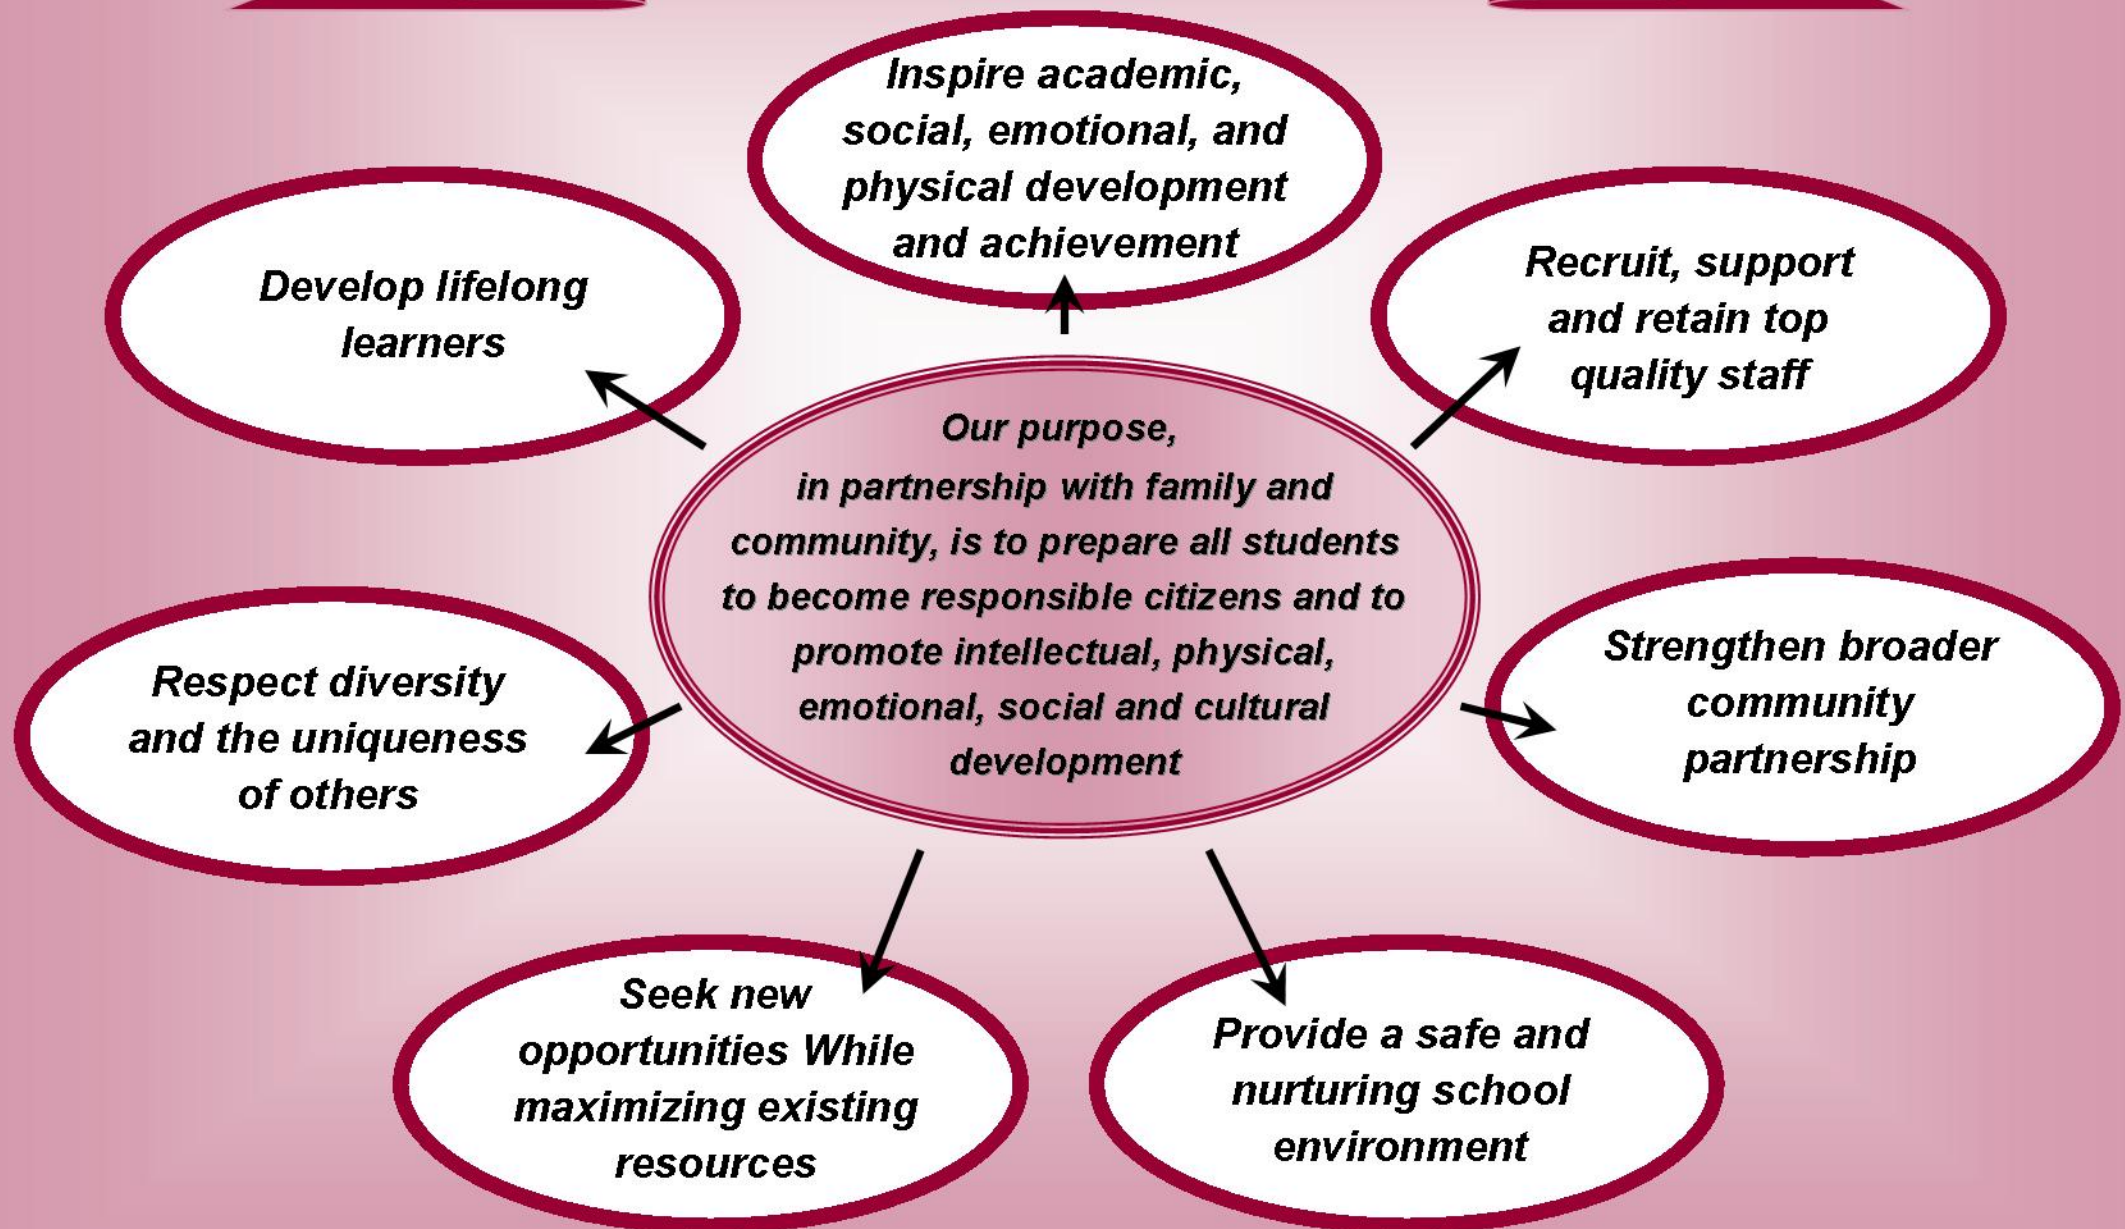 Inspire academic,
social, emotional, and
physical development
and achievement
Develop lifelong
learners
Recruit, support
and retain top
quality staff
Our purpose,
in partnership with family and
community, is to prepare all students
to become responsible citizens and to
promote intellectual, physical,
emotional, social and cultural
development
Respect diversity
and the uniqueness
of others
Strengthen broader
community
partnership
Seek new
opportunities While
maximizing existing
resources
Provide a safe and
nurturing school
environment